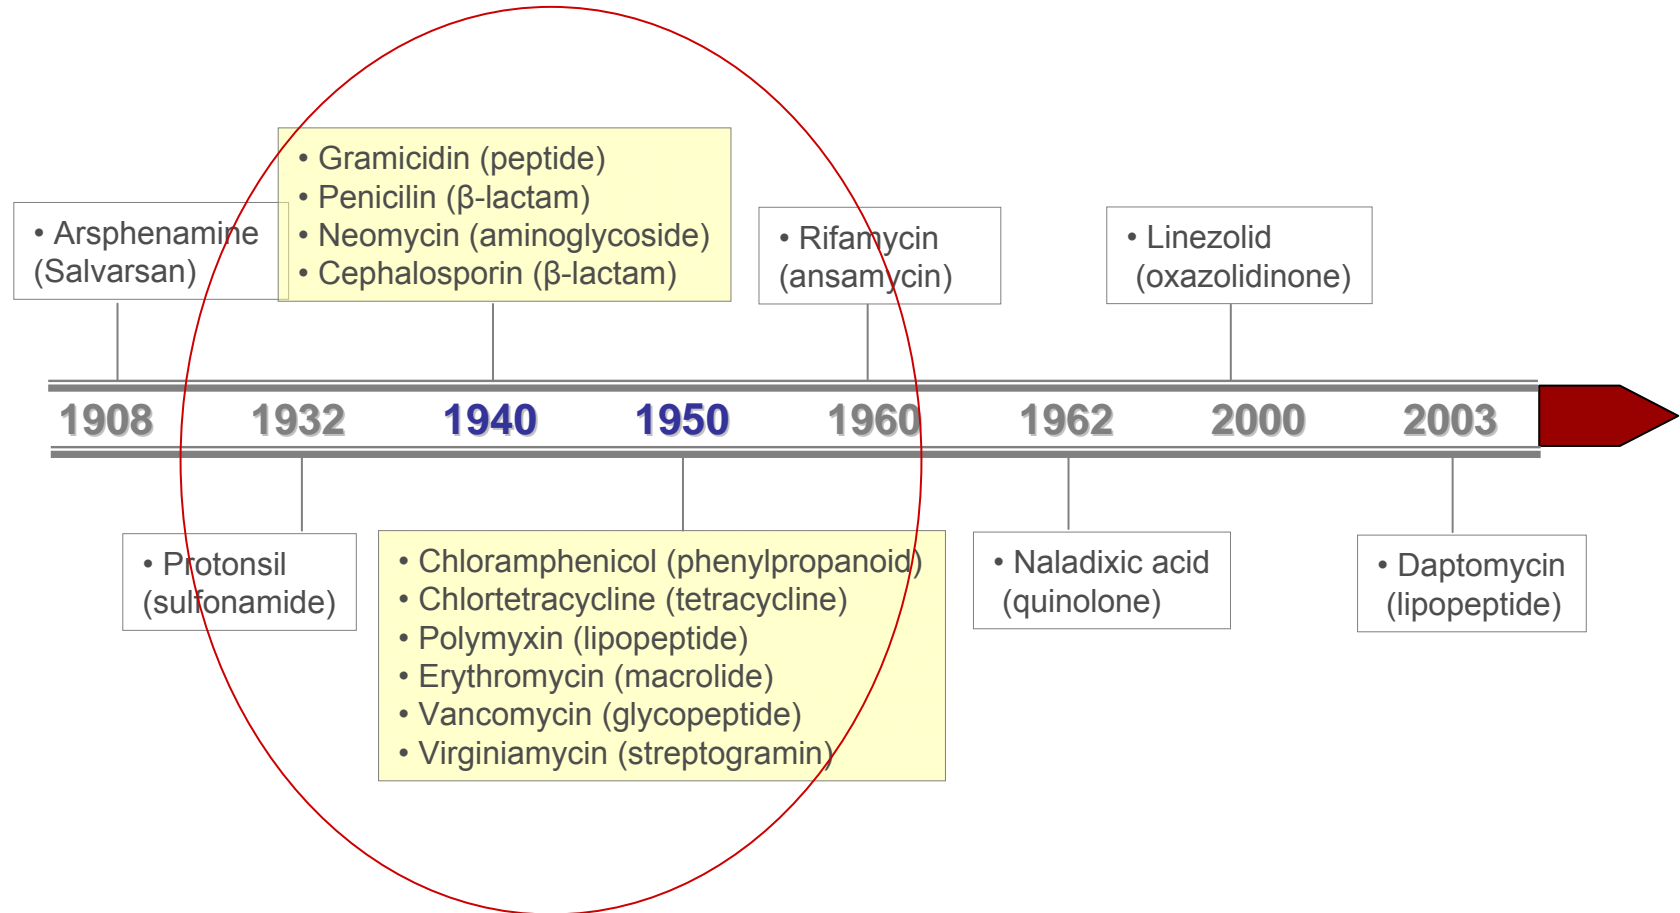 • Gramicidin (peptide)
• Penicilin (β-lactam)
• Neomycin (aminoglycoside)
• Cephalosporin (β-lactam)
• Arsphenamine
(Salvarsan)
• Rifamycin
(ansamycin)
• Linezolid
(oxazolidinone)
1908 1932 1940 1950 1960 1962 2000 2003
• Protonsil
(sulfonamide)
• Chloramphenicol (phenylpropanoid)
• Chlortetracycline (tetracycline)
• Polymyxin (lipopeptide)
• Erythromycin (macrolide)
• Vancomycin (glycopeptide)
• Virginiamycin (streptogramin)
• Naladixic acid
(quinolone)
• Daptomycin
(lipopeptide)